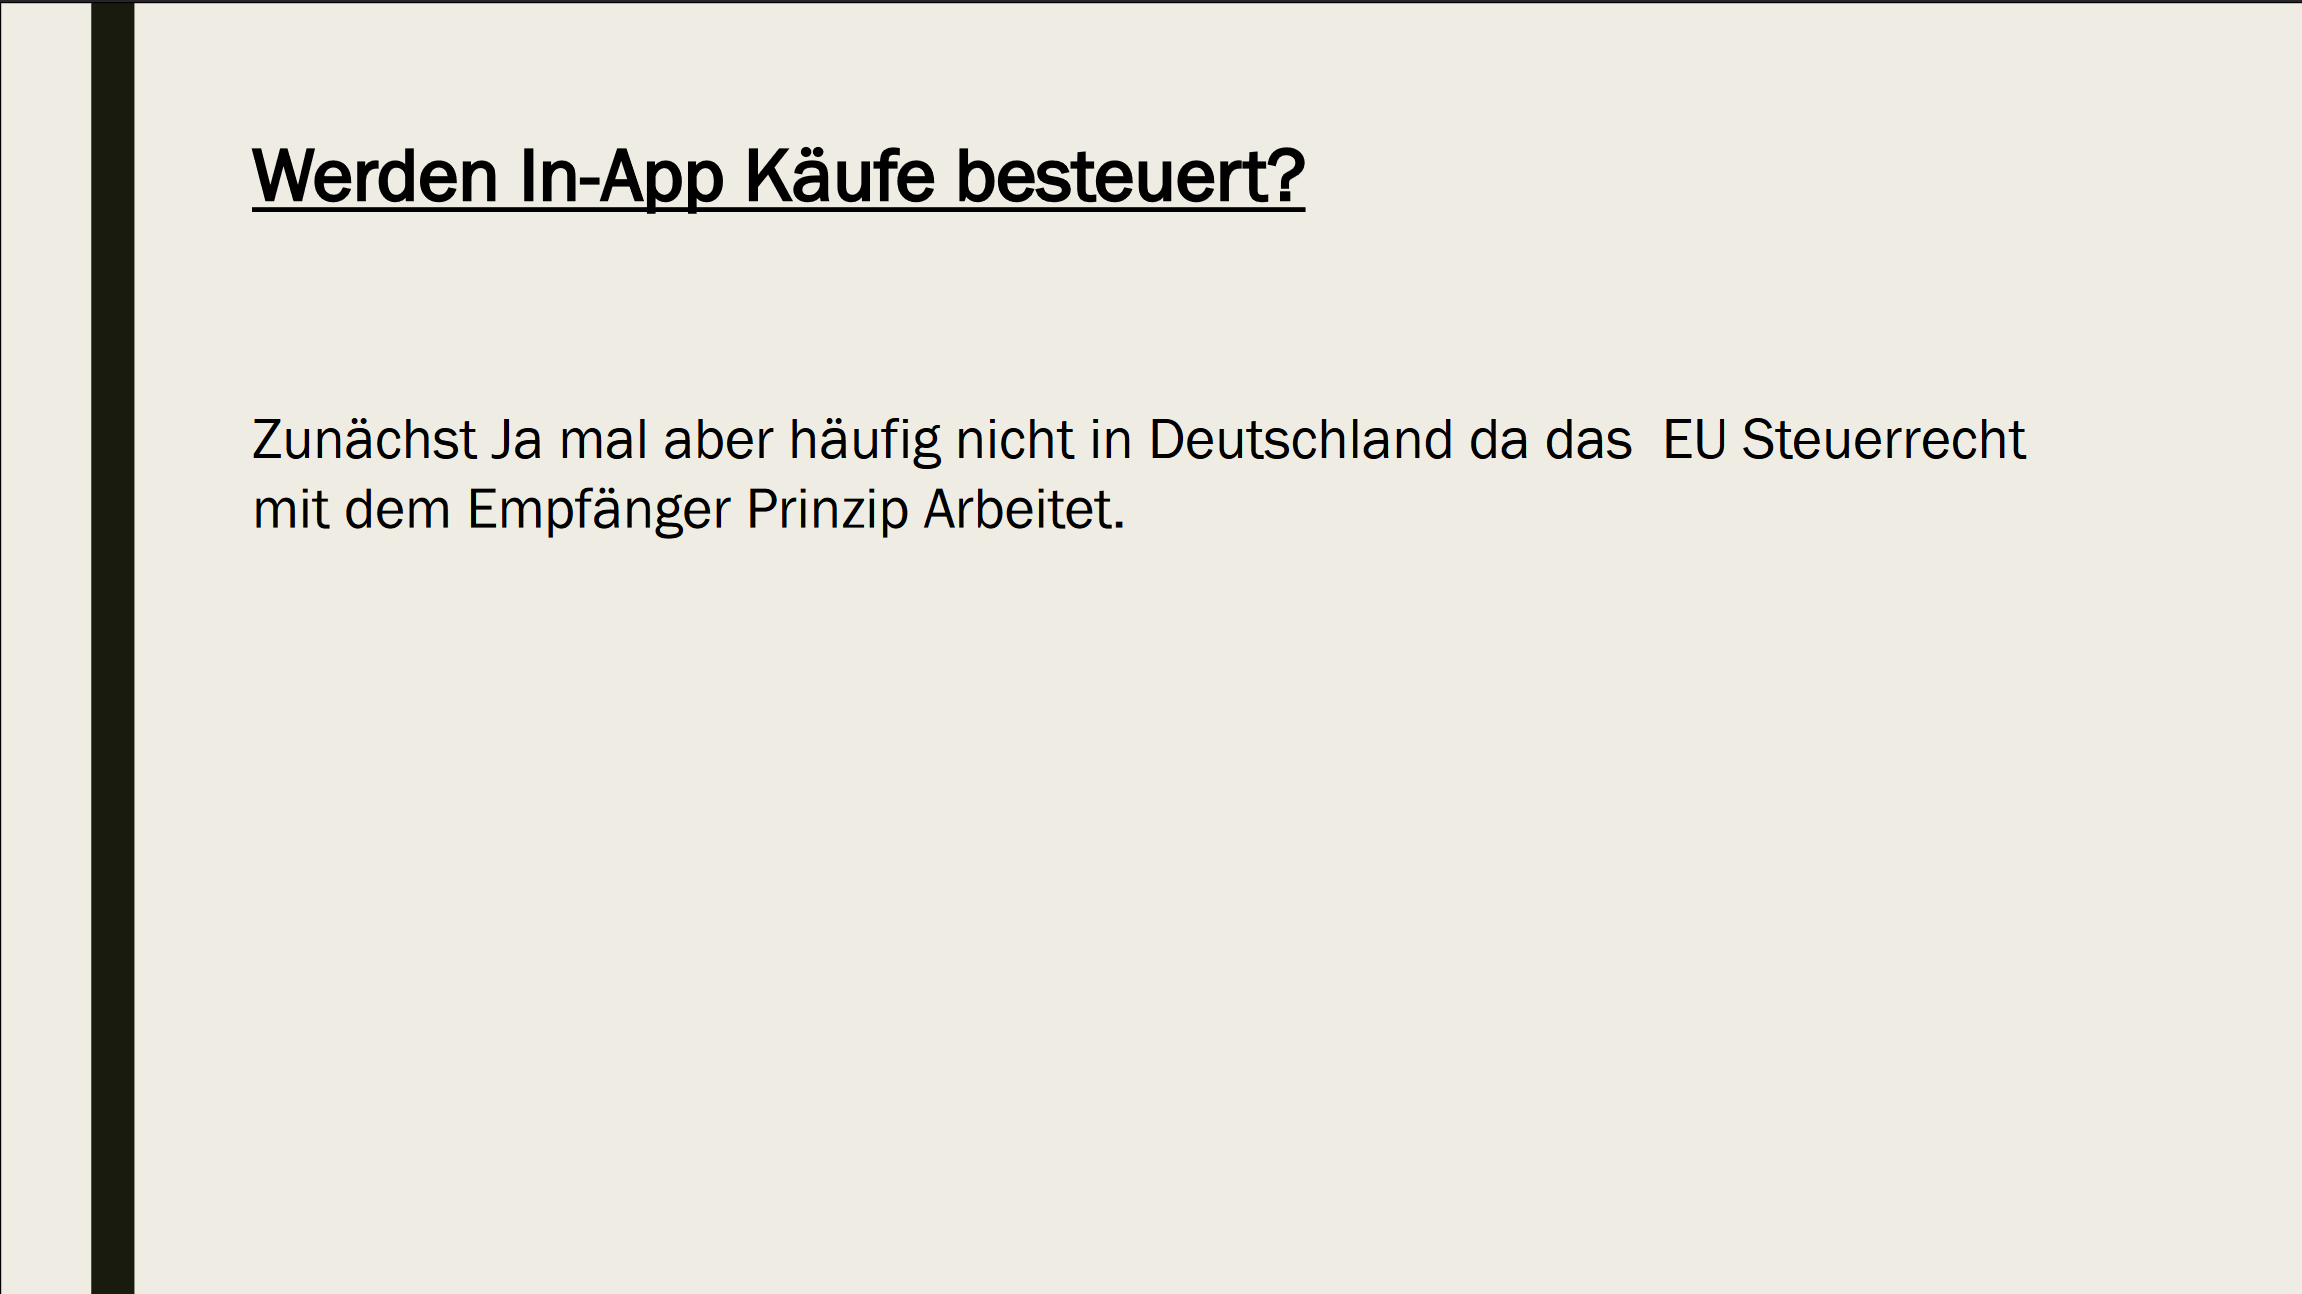 Werden In-App Käufe besteuert?
Zunächst Ja mal aber häufig nicht in Deutschland da das  EU Steuerrecht
mit dem Empfänger Prinzip Arbeitet.